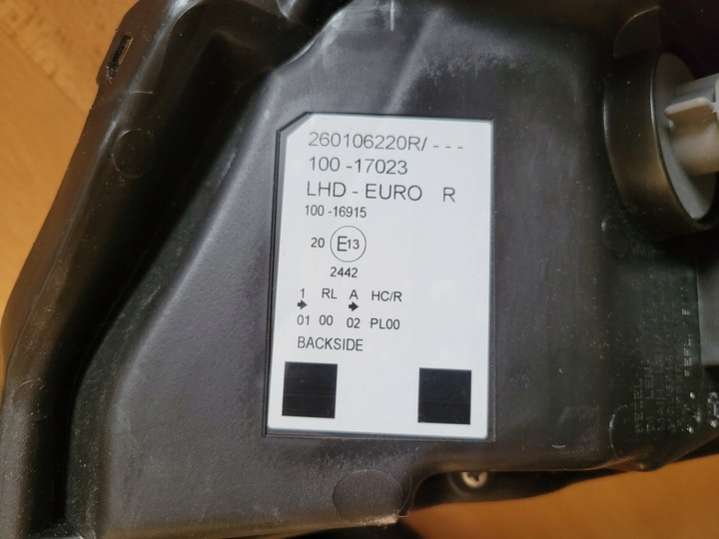 260106220R/---
100-17023
LHD-EURO R
100-16915
20 E13
2442
1 RL A HC/R
01 00 02 PL00
BACKSIDE